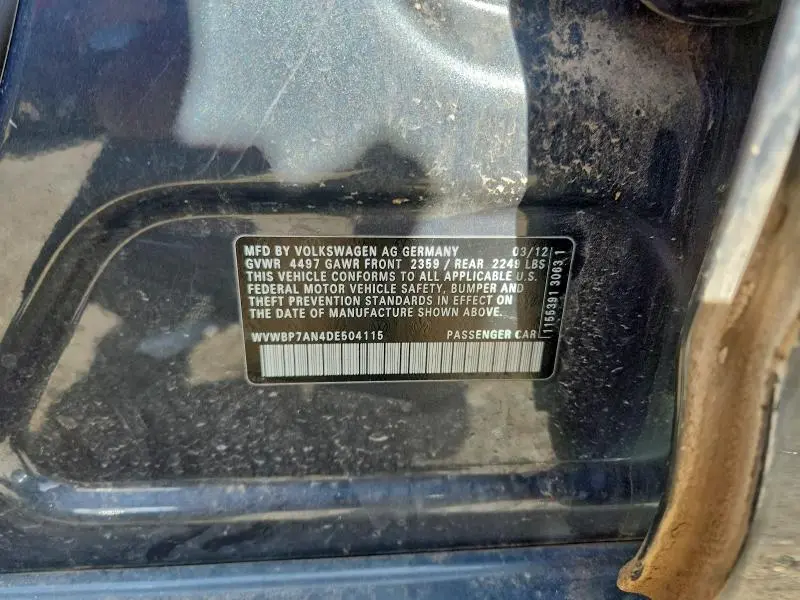 MFD BY VOLKSWAGEN AG GERMANY 03/12
GVWR 4497 GAWR FRONT 2359 / REAR LBS
THIS VEHICLE CONFORMS TO ALL APPLICABLE U.S.
FEDERAL MOTOR VEHICLE SAFETY, BUMPER AND
THEFT PREVENTION STANDARDS IN EFFECT ON
THE DATE OF MANUFACTURE SHOWN ABOVE.
WVWBP7AN4DE504115 PASSENGER CAR
1155391 3063 1